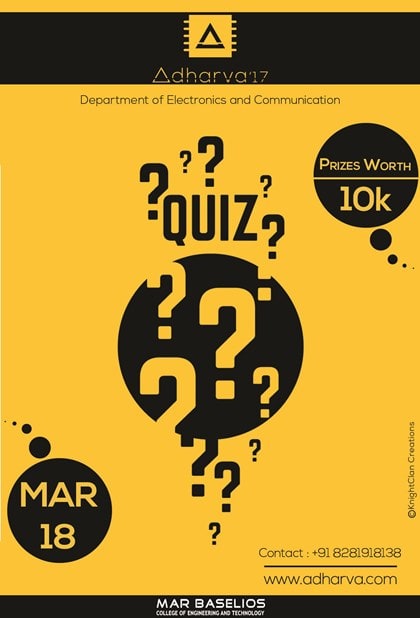 Adharva'17
Department of Electronics and Communication
PRIZES WORTH
10k
? ? ? ?
QUIZ?
? ?
? ?
? ?
? ?
MAR
18
©KnightClan Creations
Contact : +91 8281918138
www.adharva.com
MAR BASELIOS
COLLEGE OF ENGINEERING AND TECHNOLOGY